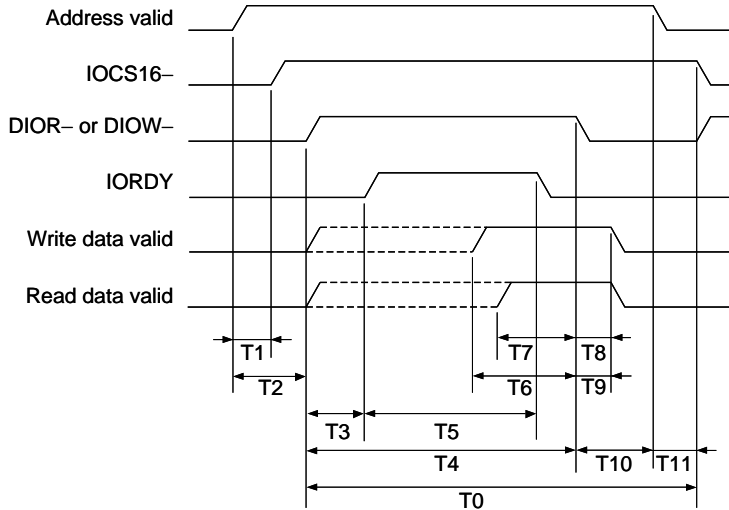 Address valid
IOCS16–
DIOR– or DIOW–
IORDY
Write data valid
Read data valid
T1
T7
T8
T2
T6
T9
T3
T5
T4
T10
T11
T0